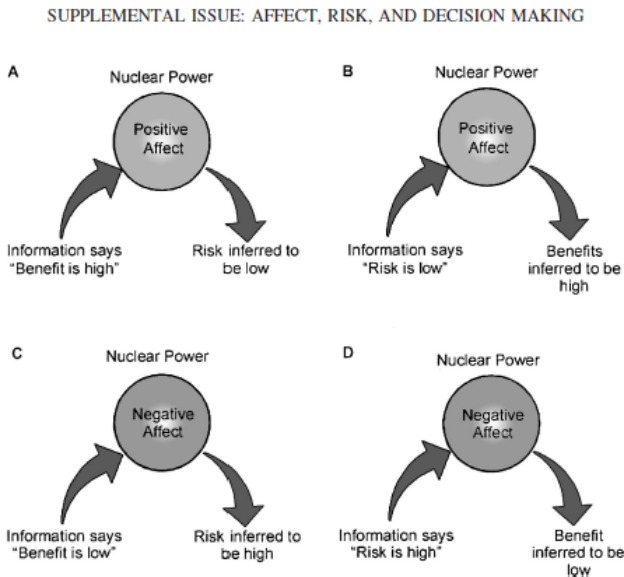 SUPPLEMENTAL ISSUE: AFFECT, RISK, AND DECISION MAKING
A
Nuclear Power
Positive
Affect
Information says
“Benefit is high”
Risk inferred to
be low
B
Nuclear Power
Positive
Affect
Information says
“Risk is low”
Benefits
inferred to be
high
C
Nuclear Power
Negative
Affect
Information says
“Benefit is low”
Risk inferred to
be high
D
Nuclear Power
Negative
Affect
Information says
“Risk is high”
Benefit
inferred to be
low